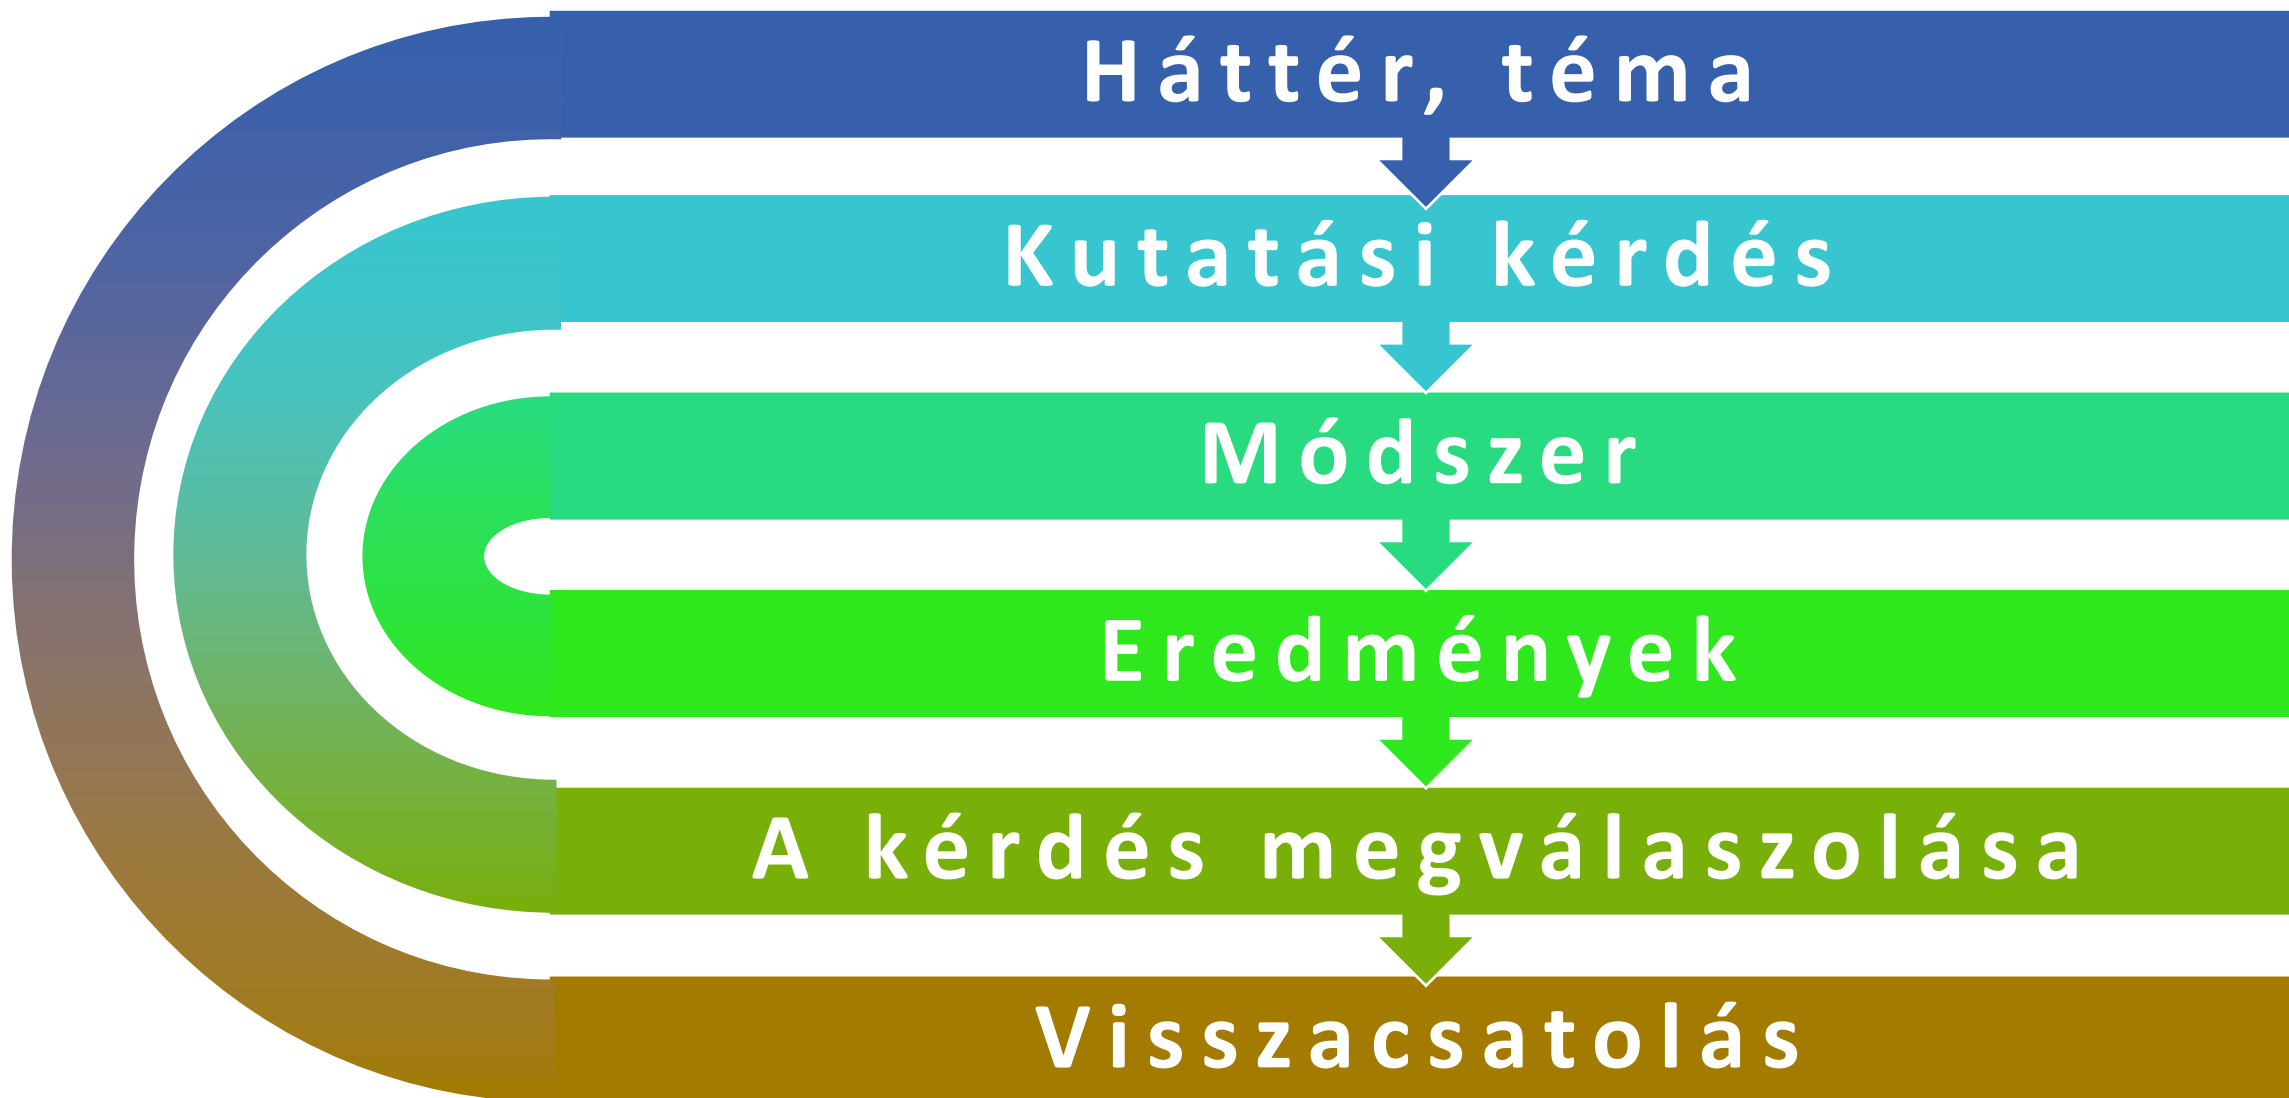 Háttér, téma
Kutatási kérdés
Módszer
Eredmények
A kérdés megválaszolása
Visszacsatolás